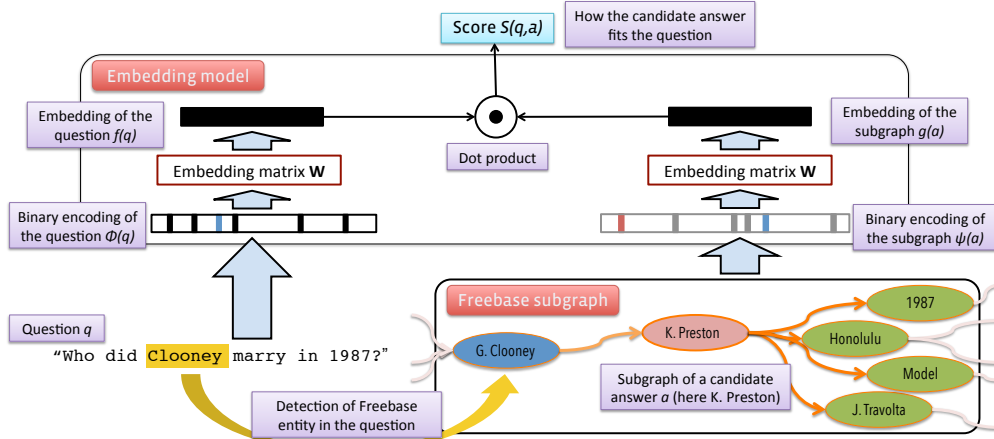 Score S(q,a)
How the candidate answer
fits the question
Embedding model
Embedding of the
question f(q)
Embedding of the
subgraph g(a)
Dot product
Embedding matrix W
Embedding matrix W
Binary encoding of
the question Φ(q)
Binary encoding of
the subgraph ψ(a)
Freebase subgraph
Question q
“Who did Clooney marry in 1987?”
G. Clooney
K. Preston
1987
Honolulu
Model
J. Travolta
Subgraph of a candidate
answer a (here K. Preston)
Detection of Freebase
entity in the question